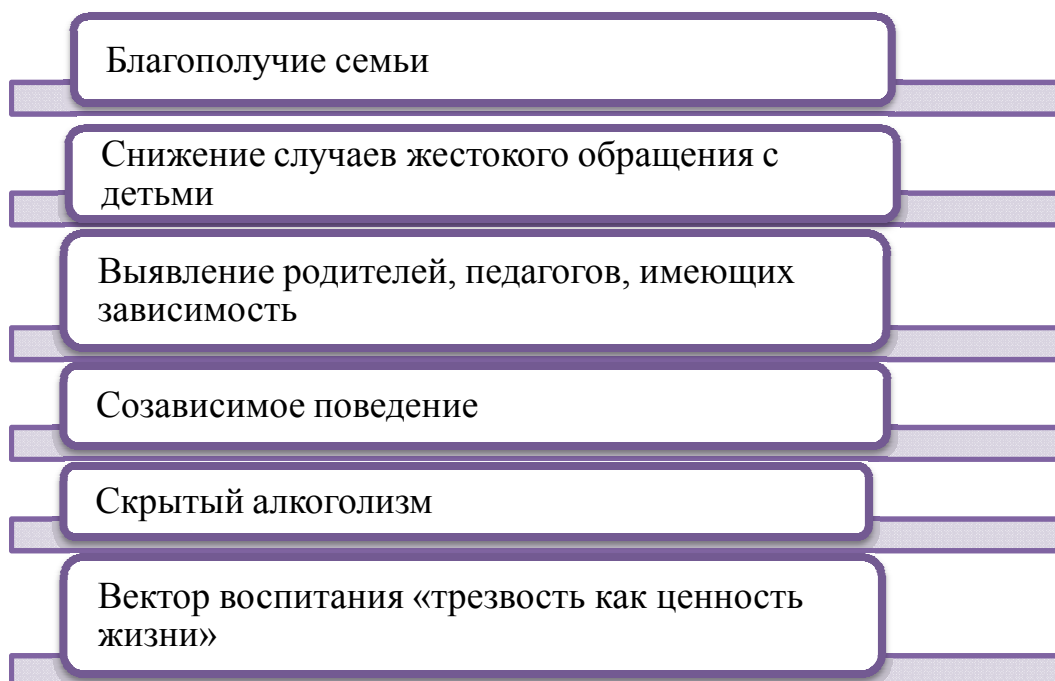 Благополучие семьи
Снижение случаев жестокого обращения с
детьми
Выявление родителей, педагогов, имеющих
зависимость
Созависимое поведение
Скрытый алкоголизм
Вектор воспитания «трезвость как ценность
жизни»